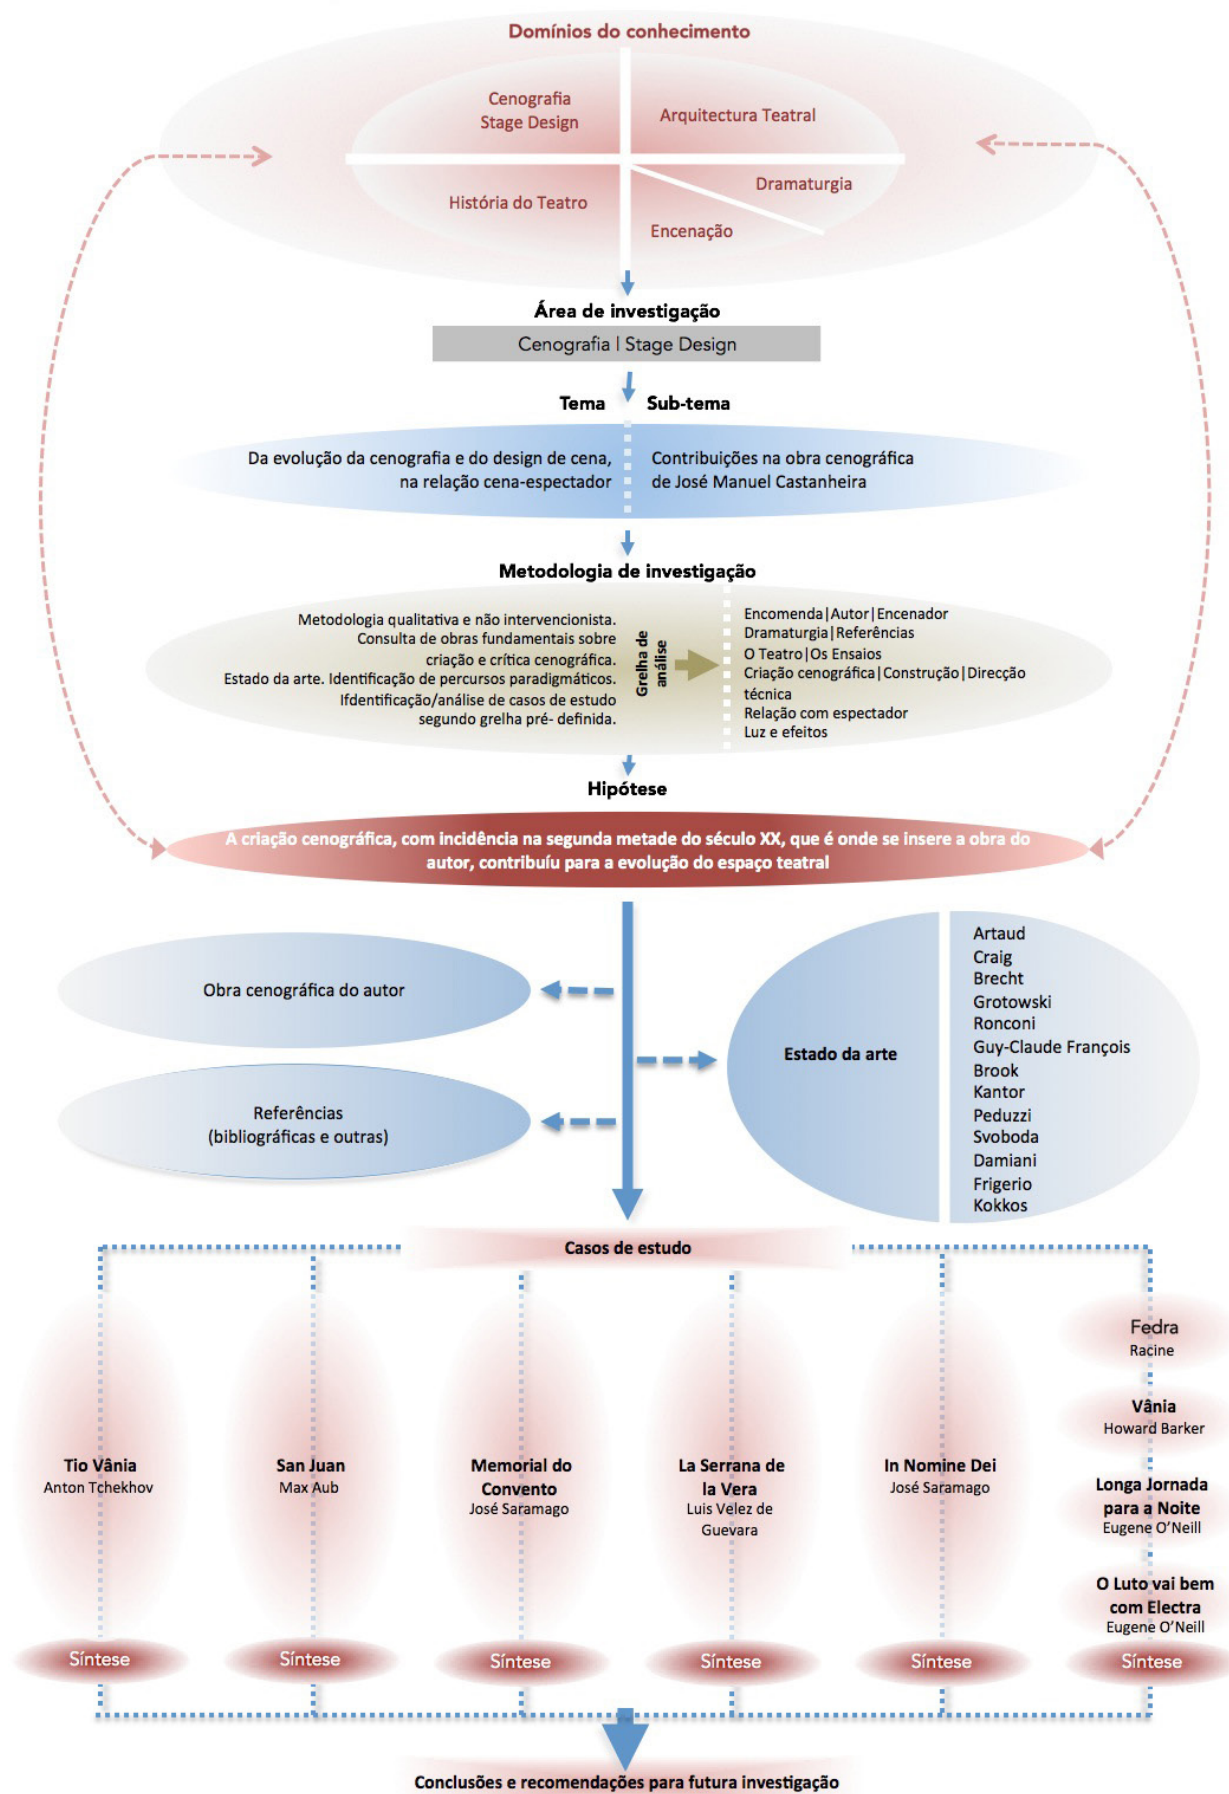 Domínios do conhecimento
Cenografia
Stage Design
Arquitectura Teatral
Dramaturgia
História do Teatro
Encenação
Área de investigação
Cenografia | Stage Design
Tema
Sub-tema
Da evolução da cenografia e do design de cena,
na relação cena-espectador
Contribuições na obra cenográfica
de José Manuel Castanheira
Metodologia de investigação
Metodologia qualitativa e não intervencionista.
Consulta de obras fundamentais sobre
criação e crítica cenográfica.
Estado da arte. Identificação de percursos paradigmáticos.
Ifdentificação/análise de casos de estudo
segundo grelha pré- definida.
Grelha de
análise
Encomenda|Autor|Encenador
Dramaturgia|Referências
O Teatro|Os Ensaios
Criação cenográfica|Construção|Direcção
técnica
Relação com espectador
Luz e efeitos
Hipótese
A criação cenográfica, com incidência na segunda metade do século XX, que é onde se insere a obra do
autor, contribuíu para a evolução do espaço teatral
Obra cenográfica do autor
Referências
(bibliográficas e outras)
Estado da arte
Artaud
Craig
Brecht
Grotowski
Ronconi
Guy-Claude François
Brook
Kantor
Peduzzi
Svoboda
Damiani
Frigerio
Kokkos
Casos de estudo
Tio Vânia
Anton Tchekhov
San Juan
Max Aub
Memorial do
Convento
José Saramago
La Serrana de
la Vera
Luis Velez de
Guevara
In Nomine Dei
José Saramago
Fedra
Racine
Vânia
Howard Barker
Longa Jornada
para a Noite
Eugene O’Neill
O Luto vai bem
com Electra
Eugene O’Neill
Síntese
Síntese
Síntese
Síntese
Síntese
Síntese
Conclusões e recomendações para futura investigação